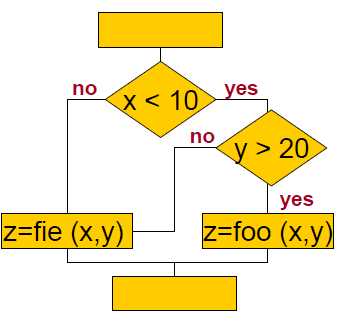 no
x < 10
yes
no
y > 20
yes
z=fie (x,y)
z=foo (x,y)